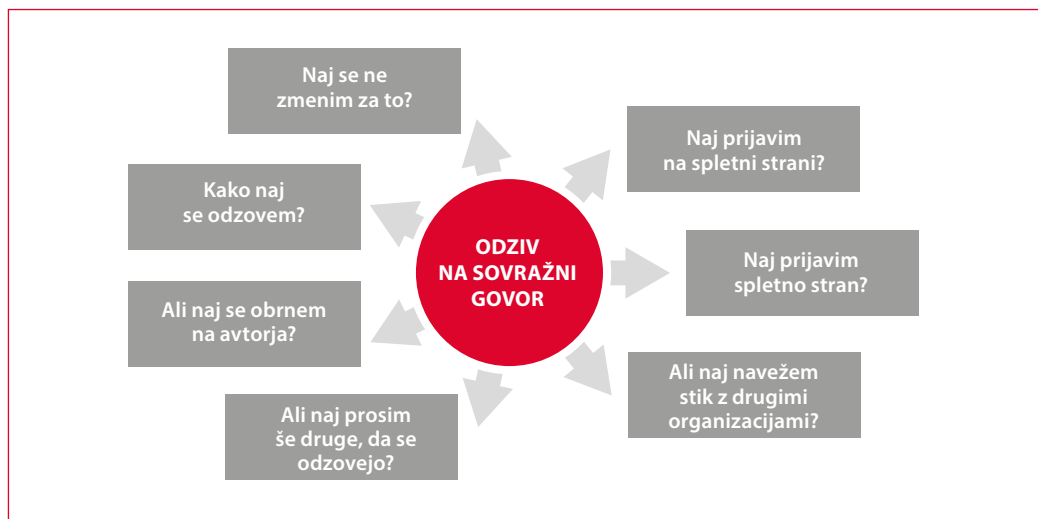 Naj se ne
zmenim za to?
Naj prijavim
na spletni strani?
Kako naj
se odzovem?
ODZIV
NA SOVRAŽNI
GOVOR
Naj prijavim
spletno stran?
Ali naj se obrnem
na avtorja?
Ali naj navežem
stik z drugimi
organizacijami?
Ali naj prosim
še druge, da se
odzovejo?